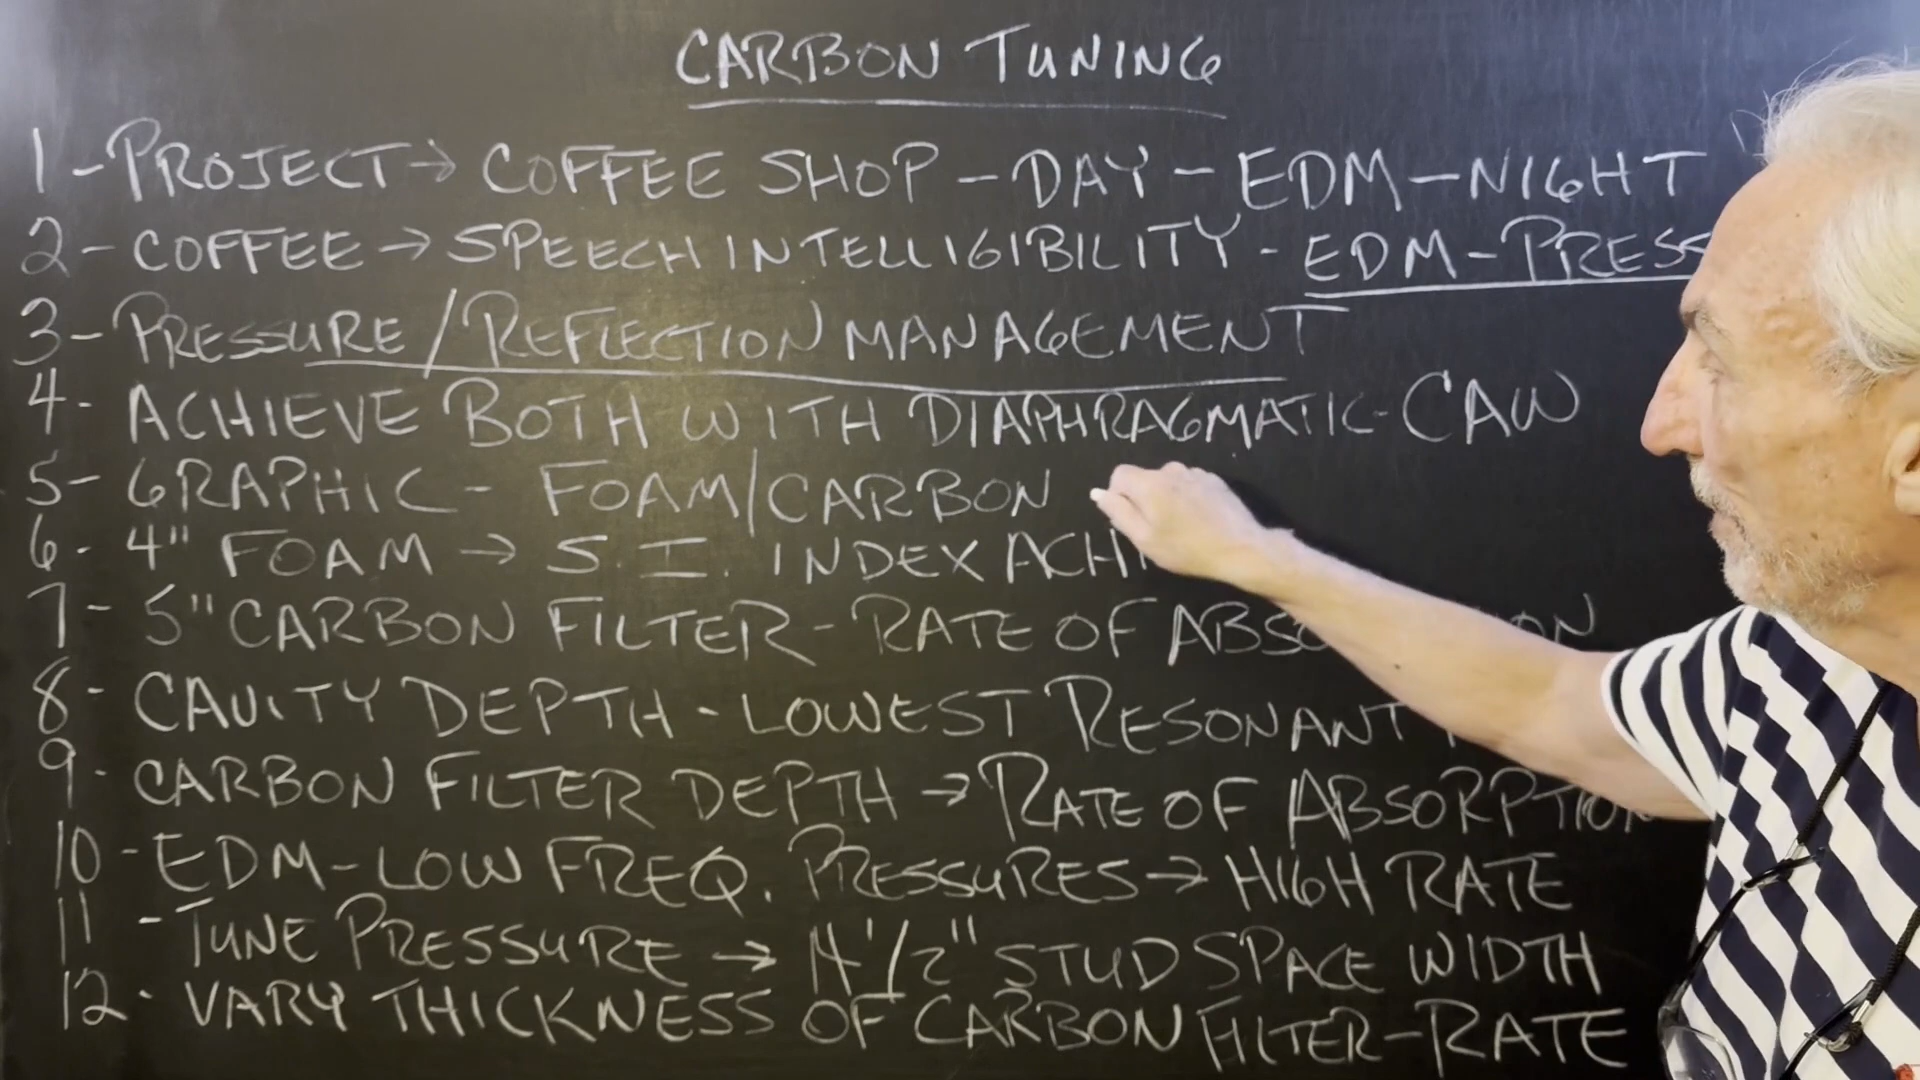 CARBON TUNING
1 - PROJECT → COFFEE SHOP - DAY - EDM - NIGHT
2 - COFFEE → SPEECH INTELLIGIBILITY - EDM - PRESS
3 - PRESSURE / REFLECTION MANAGEMENT
4 - ACHIEVE BOTH WITH DIAPHRAGMATIC - CAW
5 - GRAPHIC - FOAM/CARBON
6 - 4" FOAM → S.I. INDEX ACHI
7 - 5" CARBON FILTER - RATE OF
8 - CAVITY DEPTH - LOWEST RESONANT
9 - CARBON FILTER DEPTH → RATE OF ABSORPTION
10 - EDM - LOW FREQ. PRESSURES → HIGH RATE
11 - TUNE PRESSURE → 14 1/2" STUD SPACE WIDTH
12 - VARY THICKNESS OF CARBON FILTER - RATE